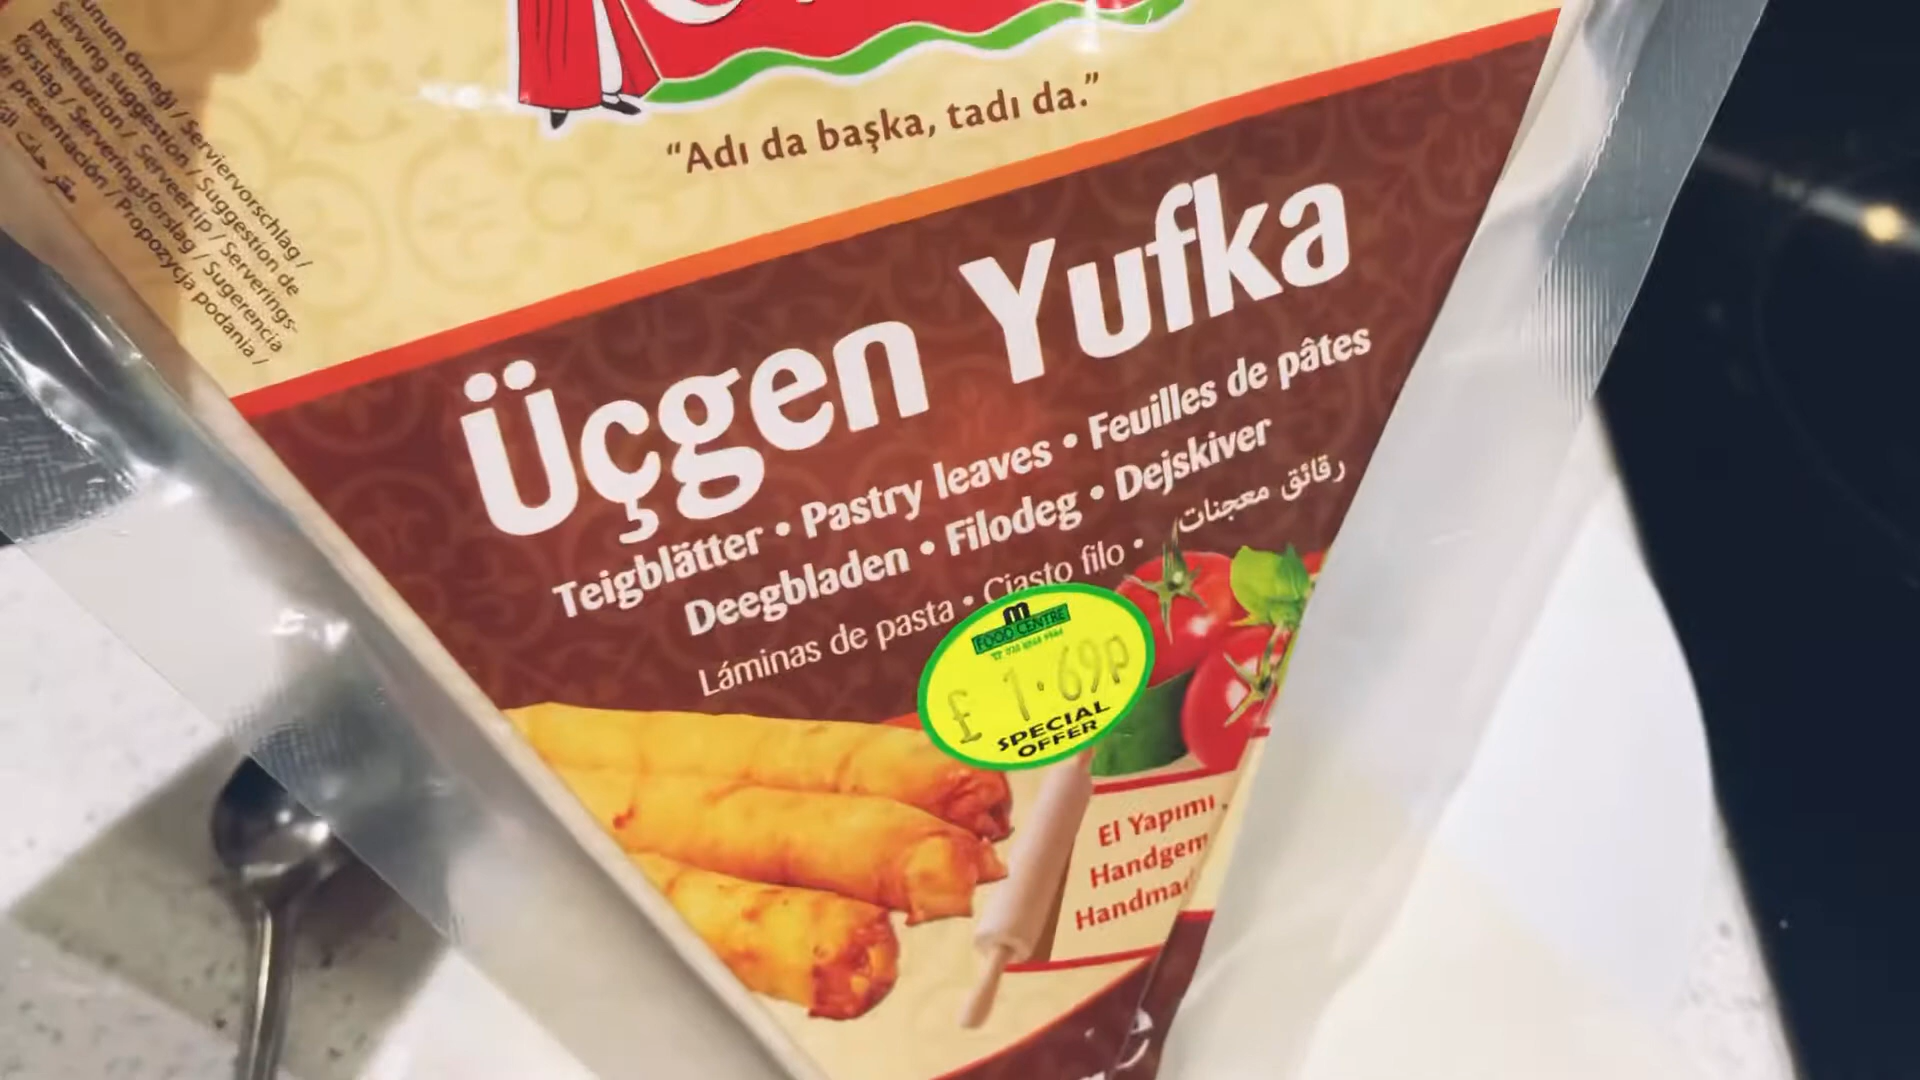 Serviervorschlag /
Serving suggestion / Suggestion de
présentation / Serveertip / Serverings-
förslag / Serveringsforslag / Sugerencia
de presentación / Propozycja podania /
"Adı da başka, tadı da."
Üçgen Yufka
Teigblätter • Pastry leaves • Feuilles de pâtes
Deegbladen • Filodeg • Dejskiver
Láminas de pasta • Ciasto filo • رقائق معجنات
FOOD CENTRE
£ 1.69p
SPECIAL
OFFER
El Yapımı
Handgem
Handmad